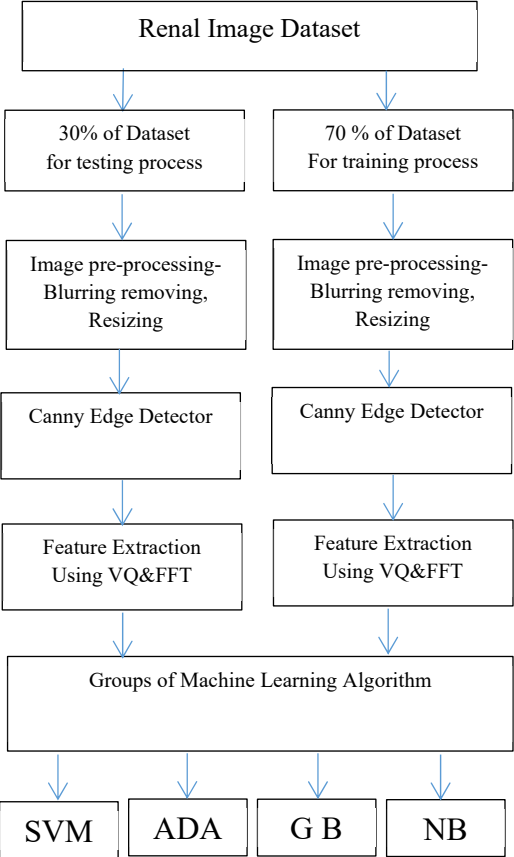 Renal Image Dataset
30% of Dataset
for testing process
70 % of Dataset
For training process
Image pre-processing-
Blurring removing,
Resizing
Image pre-processing-
Blurring removing,
Resizing
Canny Edge Detector
Canny Edge Detector
Feature Extraction
Using VQ&FFT
Feature Extraction
Using VQ&FFT
Groups of Machine Learning Algorithm
SVM
ADA
G B
NB